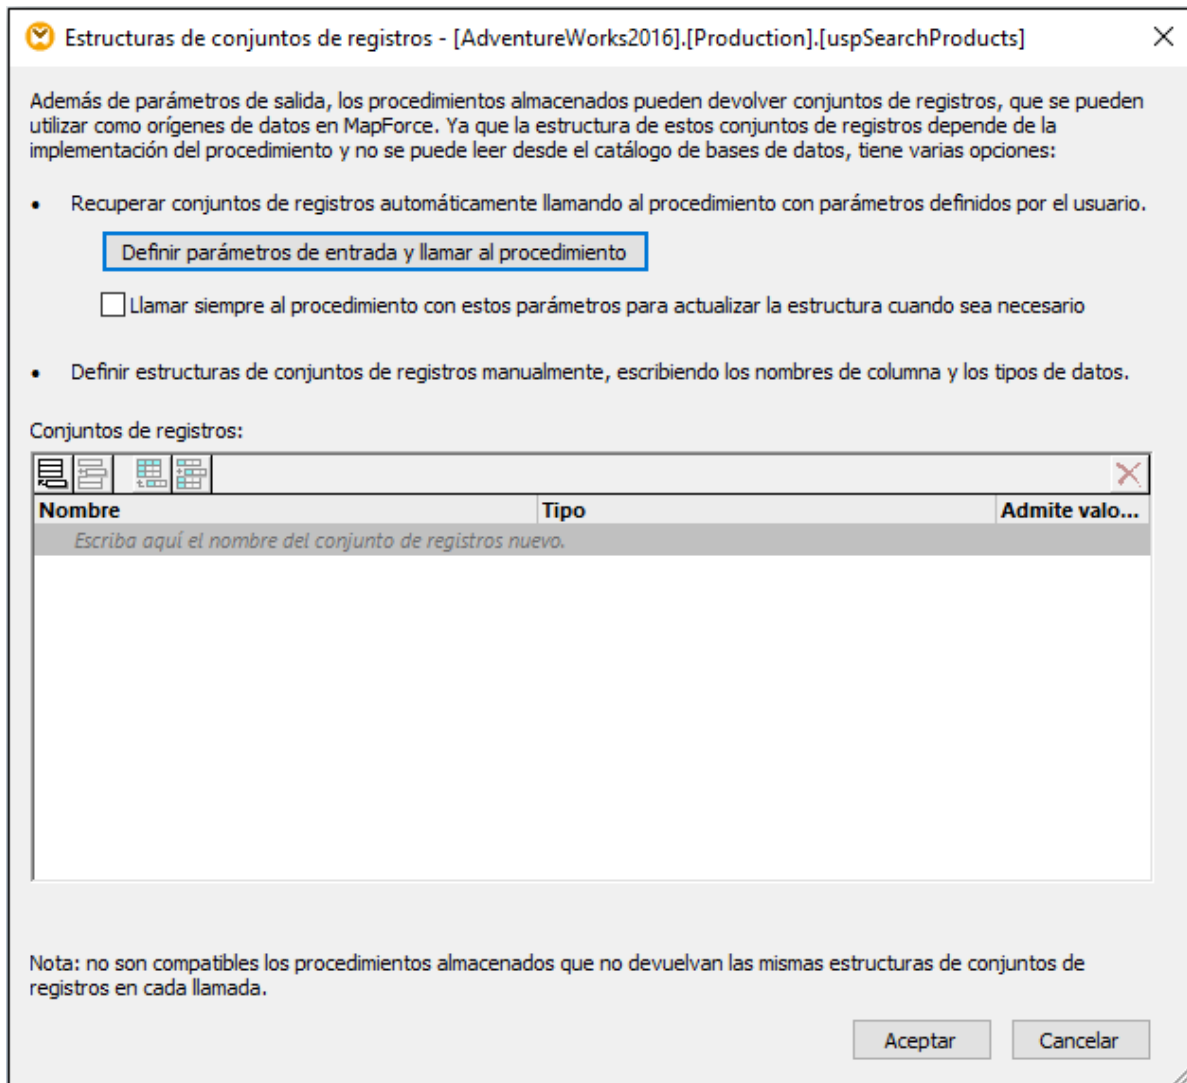 Estructuras de conjuntos de registros - [AdventureWorks2016].[Production].[uspSearchProducts]
Además de parámetros de salida, los procedimientos almacenados pueden devolver conjuntos de registros, que se pueden
utilizar como orígenes de datos en MapForce. Ya que la estructura de estos conjuntos de registros depende de la
implementación del procedimiento y no se puede leer desde el catálogo de bases de datos, tiene varias opciones:
• Recuperar conjuntos de registros automáticamente llamando al procedimiento con parámetros definidos por el usuario.
Definir parámetros de entrada y llamar al procedimiento
Llamar siempre al procedimiento con estos parámetros para actualizar la estructura cuando sea necesario
• Definir estructuras de conjuntos de registros manualmente, escribiendo los nombres de columna y los tipos de datos.
Conjuntos de registros:
Nombre Tipo Admite valo...
Escriba aquí el nombre del conjunto de registros nuevo.
Nota: no son compatibles los procedimientos almacenados que no devuelvan las mismas estructuras de conjuntos de
registros en cada llamada.
Aceptar Cancelar